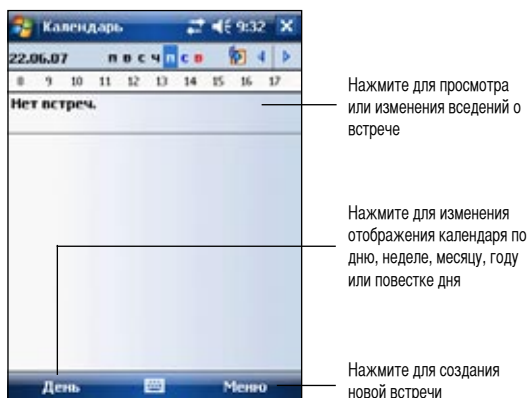 Календарь 9:32
22.06.07 п в с ч п с в
8 9 10 11 12 13 14 15 16 17
Нет встреч.
Нажмите для просмотра
или изменения вседений о
встрече
Нажмите для изменения
отображения календаря по
дню, неделе, месяцу, году
или повестке дня
День Меню
Нажмите для создания
новой встречи